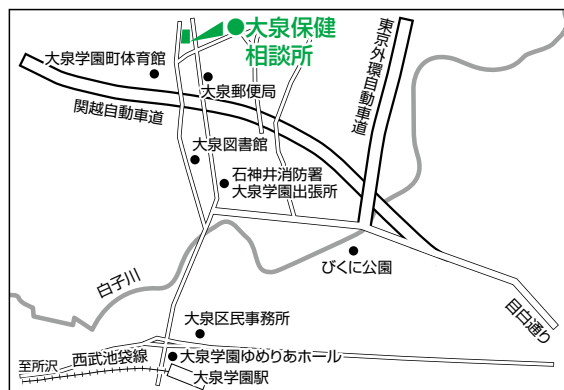 大泉保健
相談所
大泉学園町体育館
大泉郵便局
関越自動車道
東京外環自動車道
大泉図書館
石神井消防署
大泉学園出張所
びくに公園
白子川
目白通り
大泉区民事務所
西武池袋線
至所沢
大泉学園ゆめりあホール
大泉学園駅